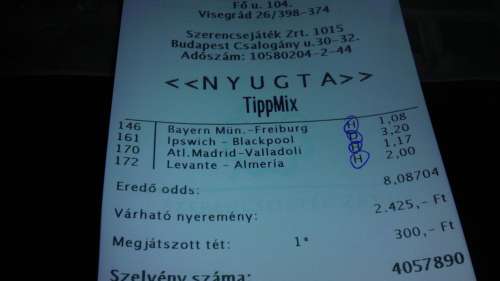 Fő u. 104.
Visegrád 26/398-374
Szerencsejáték Zrt. 1015
Budapest Csalogány u.30-32.
Adószám: 10580204-2-44
<<NYUGTA>>
TippMix
146 Bayern Mün.-Freiburg H 1,08
161 Ipswich - Blackpool D 3,20
170 Atl.Madrid-Valladoli H 1,17
172 Levante - Almeria H 2,00
Eredő odds: 8,08704
Várható nyeremény: 2.425,- Ft
Megjátszott tét: 1* 300,- Ft
Szelvény száma: 4057890